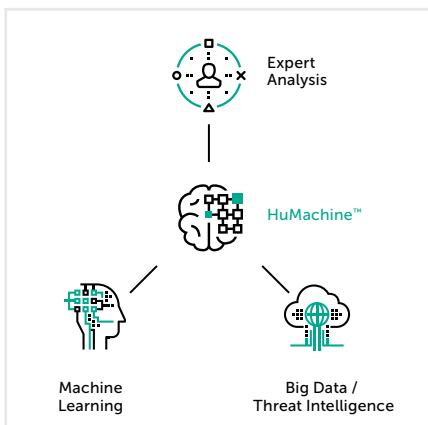 Expert
Analysis
HuMachine™
Machine
Learning
Big Data /
Threat Intelligence